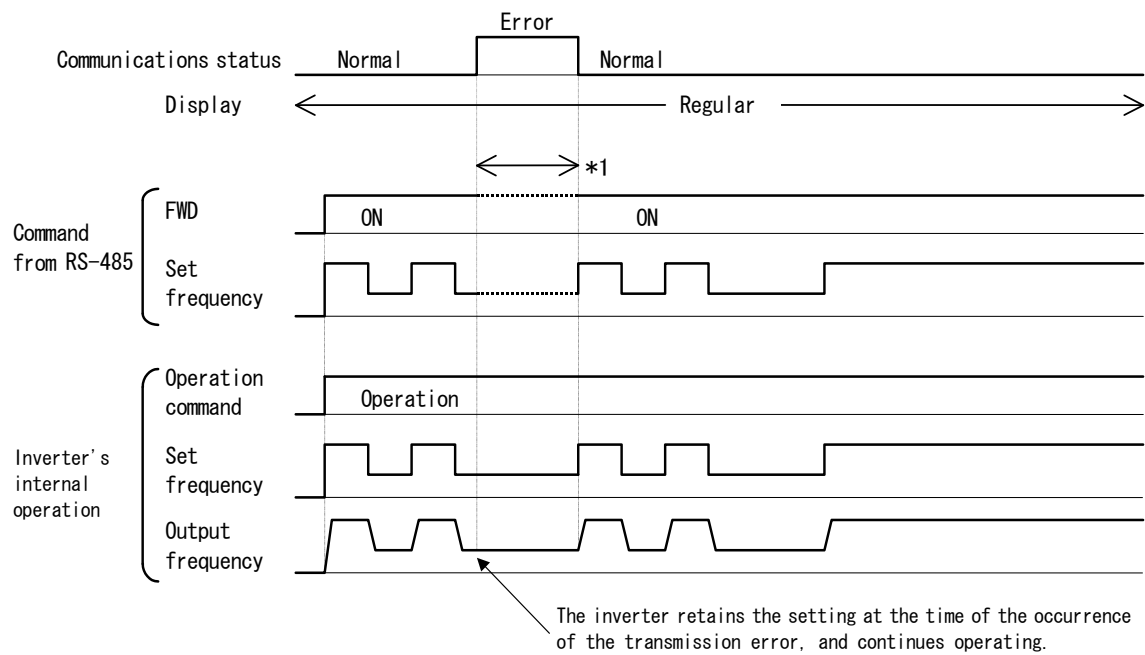 Error
Communications status Normal Normal
Display Regular
*1
Command
from RS-485
FWD ON ON
Set
frequency
Inverter's
internal
operation
Operation
command
Operation
Set
frequency
Output
frequency
The inverter retains the setting at the time of the occurrence
of the transmission error, and continues operating.